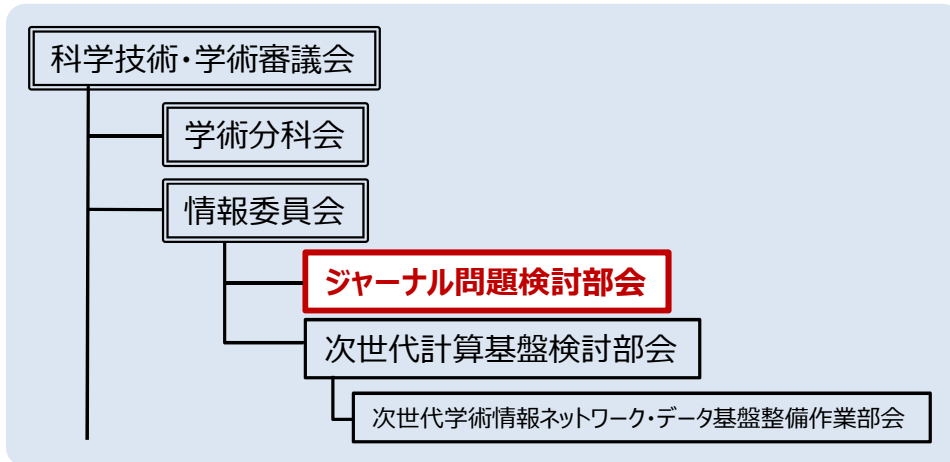 科学技術・学術審議会
学術分科会
情報委員会
ジャーナル問題検討部会
次世代計算基盤検討部会
次世代学術情報ネットワーク・データ基盤整備作業部会